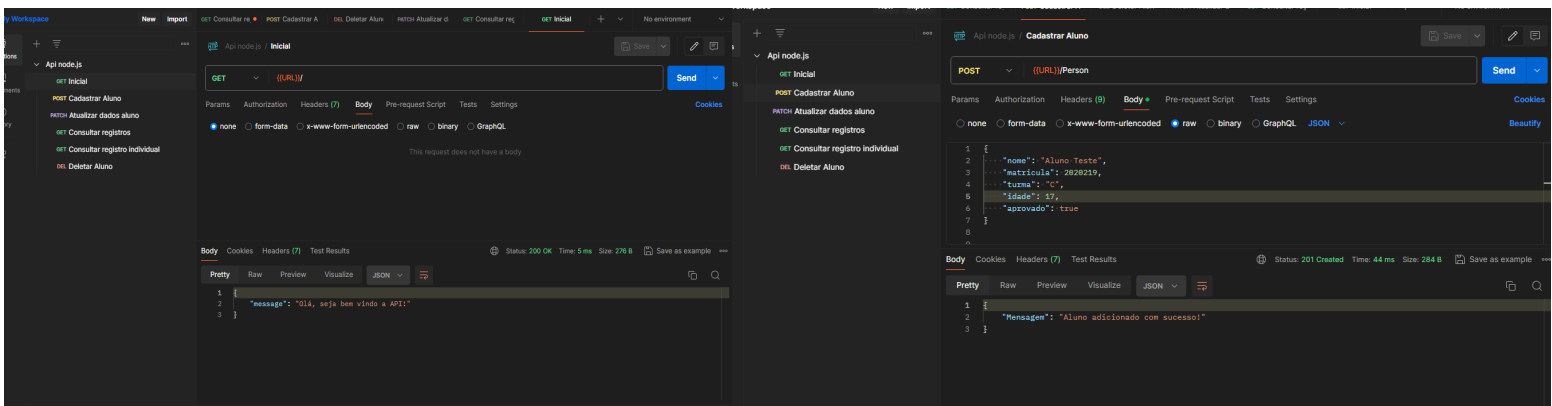 My Workspace New Import GET Consultar re POST Cadastrar A DEL Deletar Alun PATCH Atualizar d GET Consultar reg GET Inicial + No environment
Api node.js / Inicial Save
Api node.js
GET Inicial
POST Cadastrar Aluno
PATCH Atualizar dados aluno
GET Consultar registros
GET Consultar registro individual
DEL Deletar Aluno
GET {{URL}}/ Send
Params Authorization Headers (7) Body Pre-request Script Tests Settings Cookies
none form-data x-www-form-urlencoded raw binary GraphQL
This request does not have a body
Body Cookies Headers (7) Test Results Status: 200 OK Time: 5 ms Size: 276 B Save as example
Pretty Raw Preview Visualize JSON
1 {
2 "message": "Olá, seja bem vindo a API!"
3 }
Api node.js
GET Inicial
POST Cadastrar Aluno
PATCH Atualizar dados aluno
GET Consultar registros
GET Consultar registro individual
DEL Deletar Aluno
Api node.js / Cadastrar Aluno Save
POST {{URL}}/Person Send
Params Authorization Headers (9) Body Pre-request Script Tests Settings Cookies
none form-data x-www-form-urlencoded raw binary GraphQL JSON Beautify
1 {
2 "nome": "Aluno Teste",
3 "matricula": 2020219,
4 "turma": "C",
5 "idade": 17,
6 "aprovado": true
7 }
8
Body Cookies Headers (7) Test Results Status: 201 Created Time: 44 ms Size: 284 B Save as example
Pretty Raw Preview Visualize JSON
1 {
2 "Mensagem": "Aluno adicionado com sucesso!"
3 }